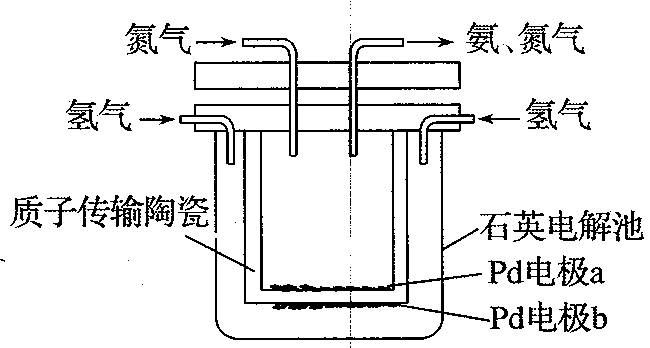 氮气
氨、氮气
氢气
氢气
质子传输陶瓷
石英电解池
Pd电极a
Pd电极b